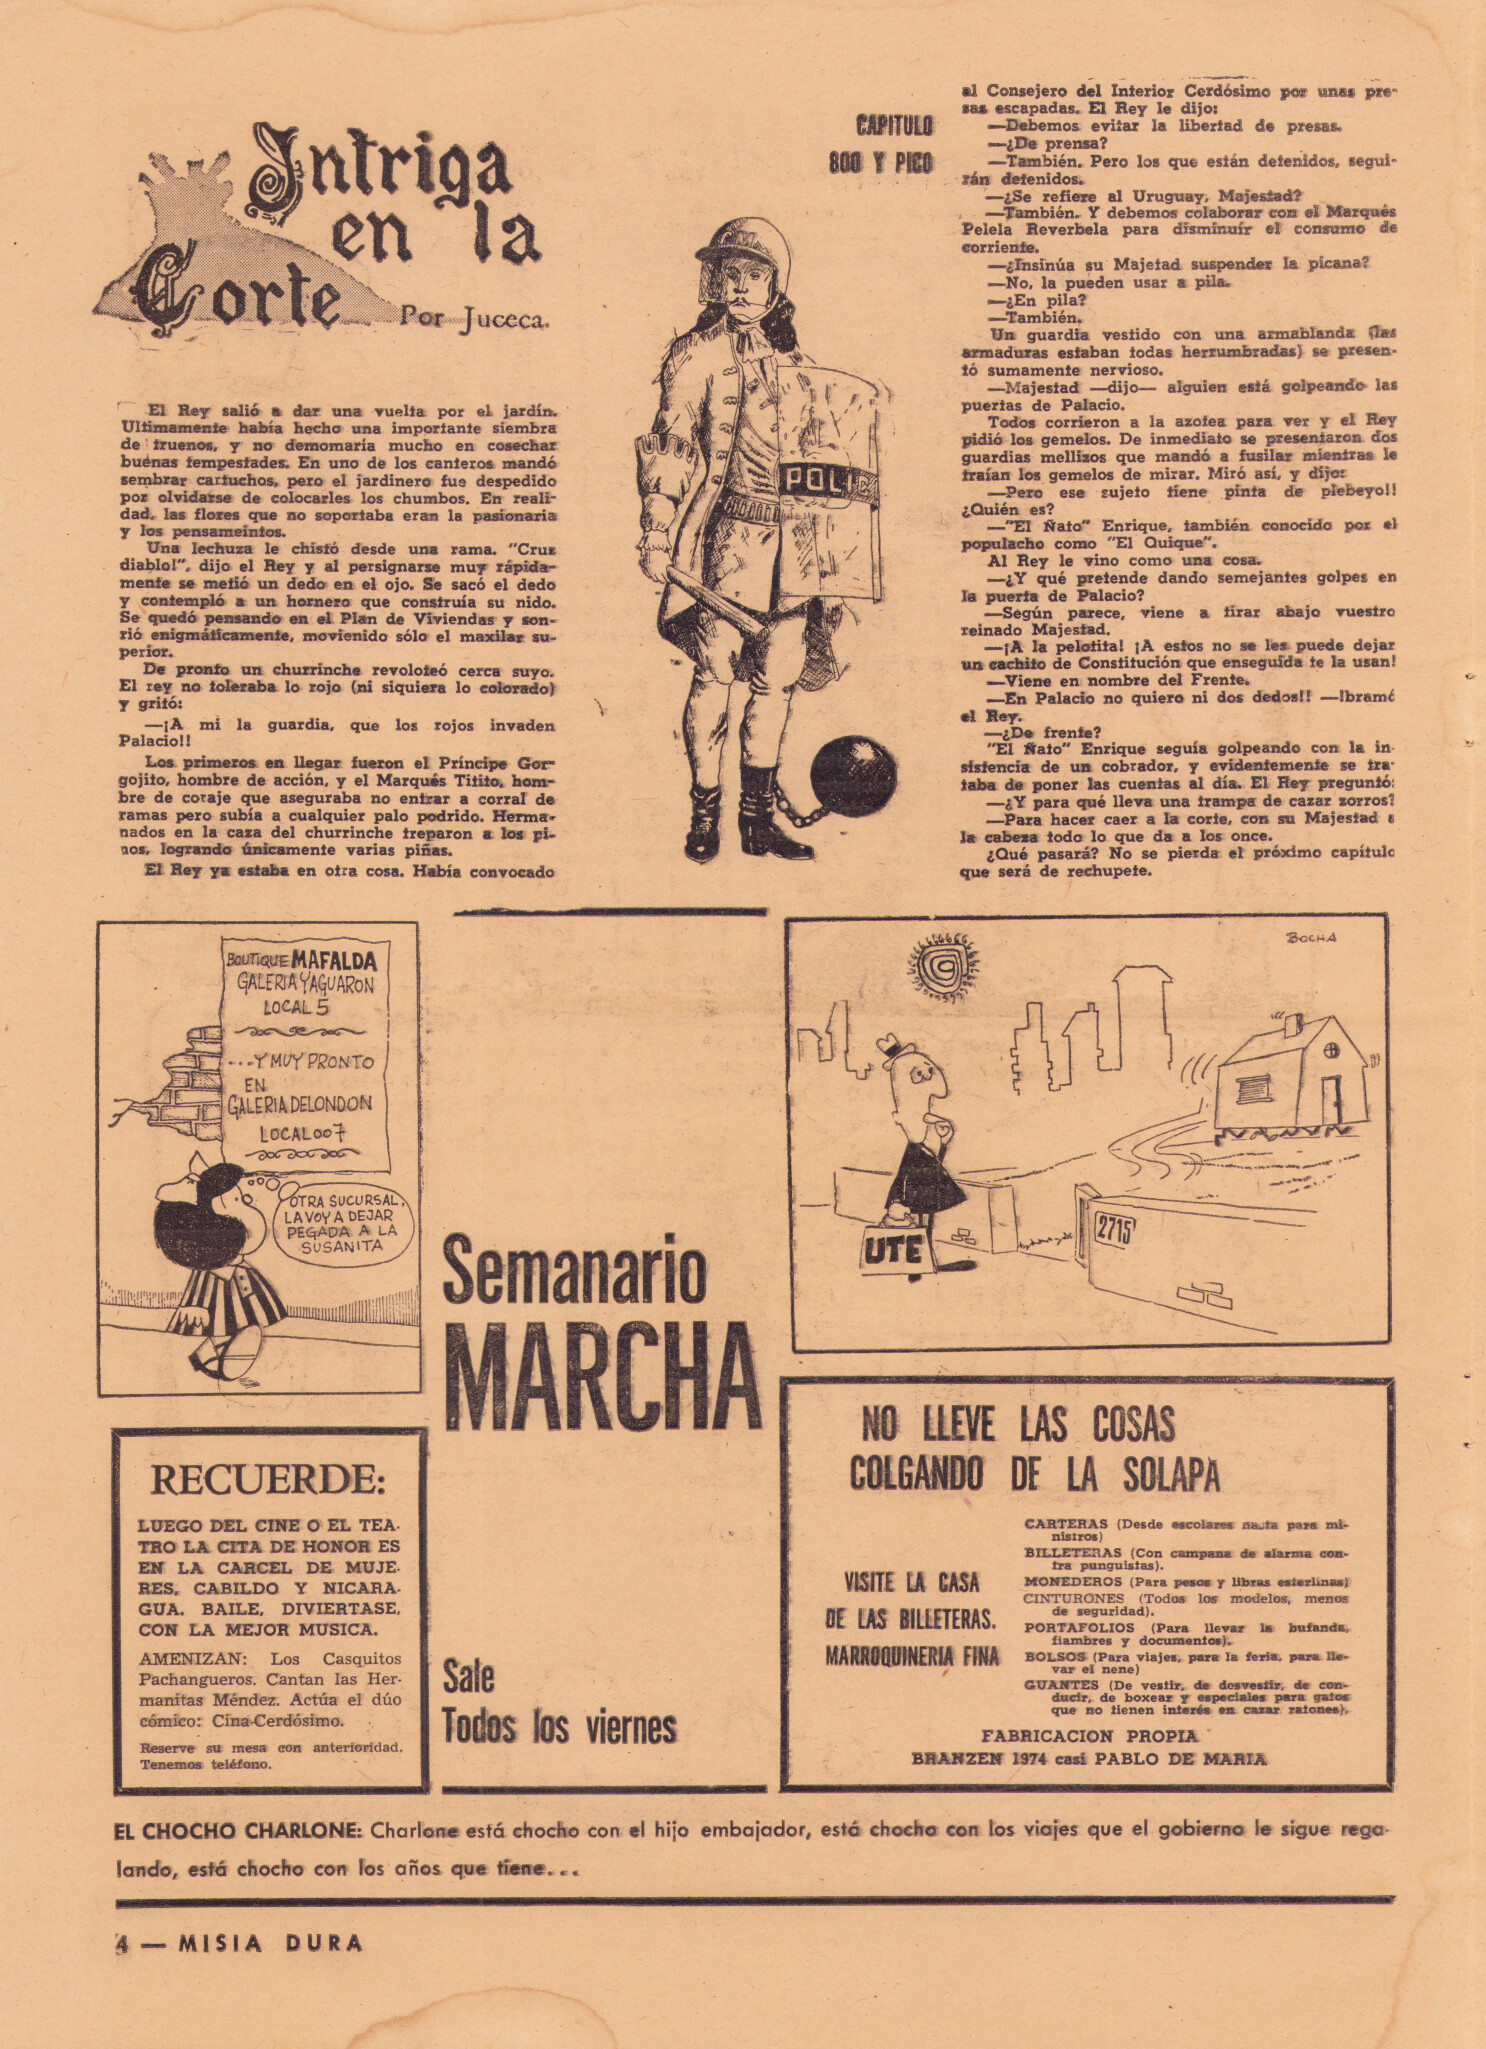 Intriga
en la
Corte
Por Juceca.
CAPITULO
800 Y PICO
El Rey salió a dar una vuelta por el jardín.
Ultimamente había hecho una importante siembra
de truenos, y no demomaría mucho en cosechar
buenas tempestades. En uno de los canteros mandó
sembrar cartuchos, pero el jardinero fue despedido
por olvidarse de colocarles los chumbos. En reali-
dad, las flores que no soportaba eran la pasionaria
y los pensameintos.
Una lechuza le chistó desde una rama. "Cruz
diablo!", dijo el Rey y al persignarse muy rápida-
mente se metió un dedo en el ojo. Se sacó el dedo
y contempló a un hornero que construía su nido.
Se quedó pensando en el Plan de Viviendas y son-
rió enigmáticamente, moviendo sólo el maxilar su-
perior.
De pronto un churrinche revoloteó cerca suyo.
El rey no toleraba lo rojo (ni siquiera lo colorado)
y gritó:
—¡A mi la guardia, que los rojos invaden
Palacio!!
Los primeros en llegar fueron el Príncipe Gor-
gojito, hombre de acción, y el Marqués Titito, hom-
bre de coraje que aseguraba no entrar a corral de
ramas pero subía a cualquier palo podrido. Herma-
nados en la caza del churrinche treparon a los pi-
nos, logrando únicamente varias piñas.
El Rey ya estaba en otra cosa. Había convocado
POLIC
al Consejero del Interior Cerdósimo por unas pre-
sas escapadas. El Rey le dijo:
—Debemos evitar la libertad de presas.
—¿De prensa?
—También. Pero los que están detenidos, segui-
rán detenidos.
—¿Se refiere al Uruguay, Majestad?
—También. Y debemos colaborar con el Marqués
Pelela Reverbela para disminuír el consumo de
corriente.
—¿Insinúa su Majetad suspender la picana?
—No, la pueden usar a pila.
—¿En pila?
—También.
Un guardia vestido con una armablanda (las
armaduras estaban todas herrumbradas) se presen-
tó sumamente nervioso.
—Majestad —dijo— alguien está golpeando las
puertas de Palacio.
Todos corrieron a la azotea para ver y el Rey
pidió los gemelos. De inmediato se presentaron dos
guardias mellizos que mandó a fusilar mientras le
traían los gemelos de mirar. Miró así, y dijo:
—Pero ese sujeto tiene pinta de plebeyo!!
¿Quién es?
—"El Ñato" Enrique, también conocido por el
populacho como "El Quique".
Al Rey le vino como una cosa.
—¿Y qué pretende dando semejantes golpes en
la puerta de Palacio?
—Según parece, viene a tirar abajo vuestro
reinado Majestad.
—¡A la pelotita! ¡A estos no se les puede dejar
un cachito de Constitución que enseguida te la usan!
—Viene en nombre del Frente.
—En Palacio no quiero ni dos dedos!! —!bramó
el Rey.
—¿De frente?
"El Ñato" Enrique seguía golpeando con la in-
sistencia de un cobrador, y evidentemente se tra-
taba de poner las cuentas al día. El Rey preguntó:
—¿Y para qué lleva una trampa de cazar zorros?
—Para hacer caer a la corte, con su Majestad a
la cabeza todo lo que da a los once.
¿Qué pasará? No se pierda el próximo capítulo
que será de rechupete.
BOUTIQUE MAFALDA
GALERIA YAGUARON
LOCAL 5
...Y MUY PRONTO
EN
GALERIA DE LONDON
LOCAL 007
OTRA SUCURSAL,
LA VOY A DEJAR
PEGADA A LA
SUSANITA
Semanario
MARCHA
Sale
Todos los viernes
BOCHA
UTE
2715
RECUERDE:
LUEGO DEL CINE O EL TEA-
TRO LA CITA DE HONOR ES
EN LA CARCEL DE MUJE-
RES, CABILDO Y NICARA-
GUA. BAILE, DIVIERTASE,
CON LA MEJOR MUSICA.
AMENIZAN: Los Casquitos
Pachangueros. Cantan las Her-
manitas Méndez. Actúa el dúo
cómico: Cina-Cerdósimo.
Reserve su mesa con anterioridad.
Tenemos teléfono.
NO LLEVE LAS COSAS
COLGANDO DE LA SOLAPA
VISITE LA CASA
DE LAS BILLETERAS.
MARROQUINERIA FINA
CARTERAS (Desde escolares hasta para mi-
nistros)
BILLETERAS (Con campana de alarma con-
tra punguistas).
MONEDEROS (Para pesos y libras esterlinas)
CINTURONES (Todos los modelos, menos
de seguridad).
PORTAFOLIOS (Para llevar la bufanda,
fiambres y documentos).
BOLSOS (Para viajes, para la feria, para lle-
var el nene)
GUANTES (De vestir, de desvestir, de con-
ducir, de boxear y especiales para gatos
que no tienen interés en cazar ratones).
FABRICACION PROPIA
BRANZEN 1974 casi PABLO DE MARIA
EL CHOCHO CHARLONE: Charlone está chocho con el hijo embajador, está chocho con los viajes que el gobierno le sigue rega-
lando, está chocho con los años que tiene...
4 — MISIA DURA